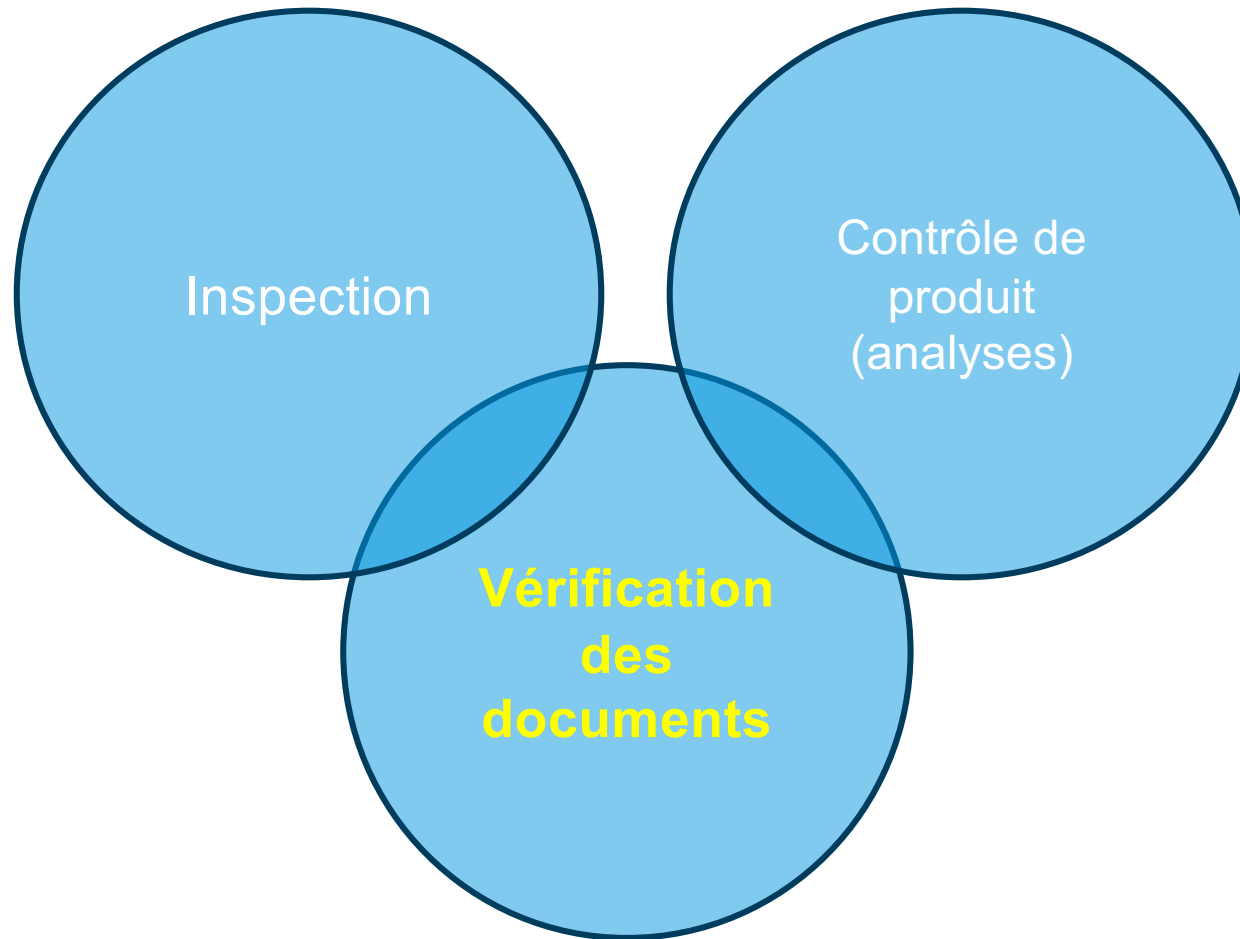 Inspection
Contrôle de
produit
(analyses)
Vérification
des
documents